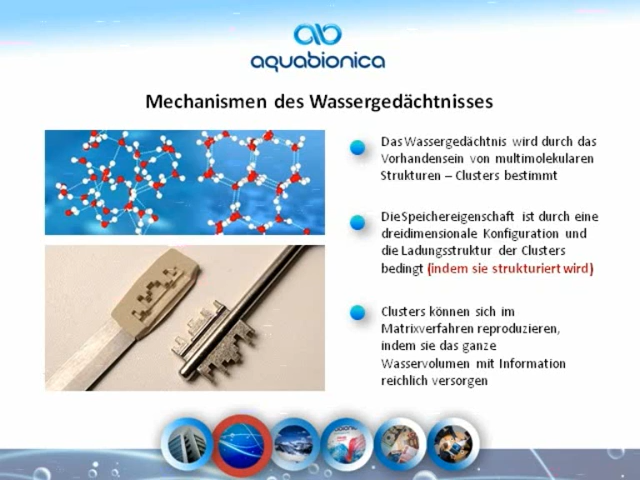 aquabionica
Mechanismen des Wassergedächtnisses
Das Wassergedächtnis wird durch das
Vorhandensein von multimolekularen
Strukturen – Clusters bestimmt
Die Speichereigenschaft ist durch eine
dreidimensionale Konfiguration und
die Ladungsstruktur der Clusters
bedingt (indem sie strukturiert wird)
Clusters können sich im
Matrixverfahren reproduzieren,
indem sie das ganze
Wasservolumen mit Information
reichlich versorgen